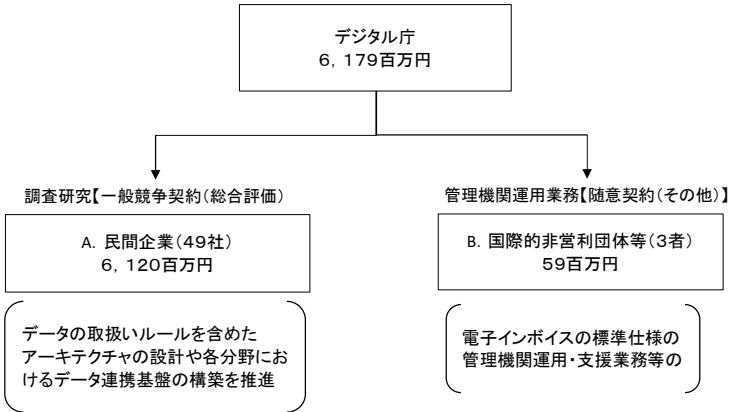 デジタル庁
6，179百万円
調査研究【一般競争契約（総合評価）
A．民間企業（49社）
6，120百万円
データの取扱いルールを含めた
アーキテクチャの設計や各分野にお
けるデータ連携基盤の構築を推進
管理機関運用業務【随意契約（その他）】
B．国際的非営利団体等（3者）
59百万円
電子インボイスの標準仕様の
管理機関運用・支援業務等の